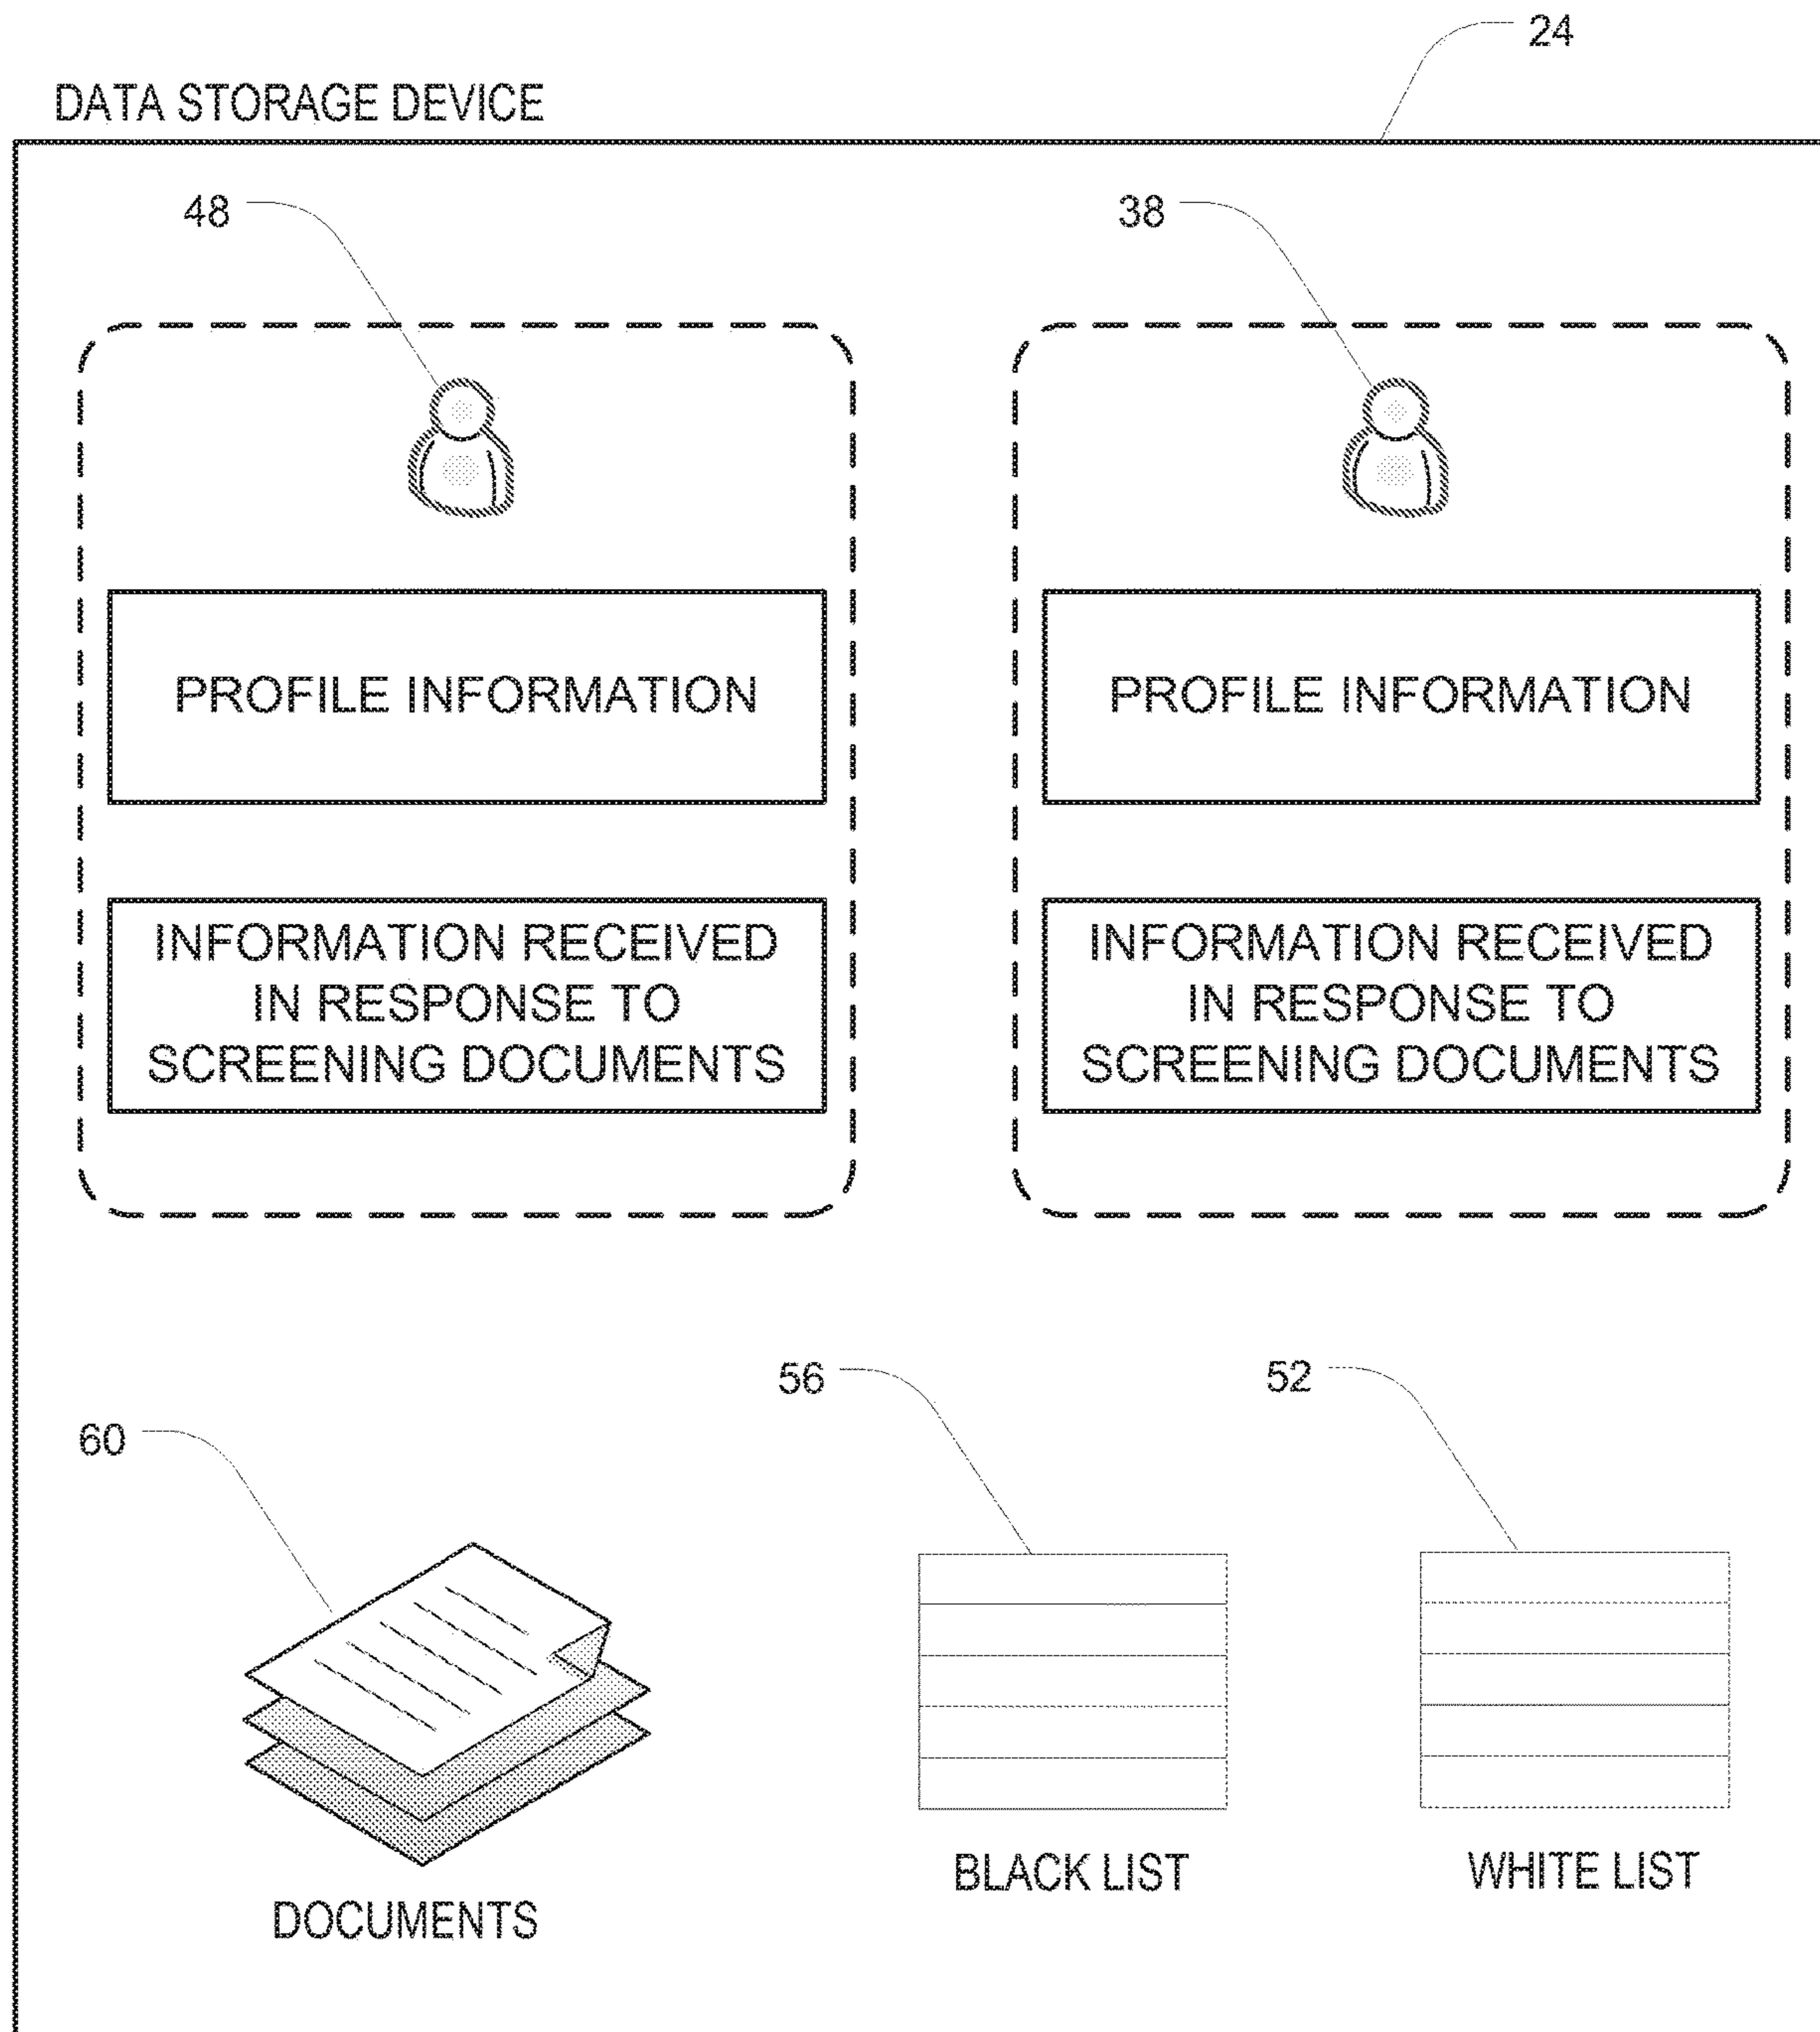 24
DATA STORAGE DEVICE
48
38
PROFILE INFORMATION
PROFILE INFORMATION
INFORMATION RECEIVED
IN RESPONSE TO
SCREENING DOCUMENTS
INFORMATION RECEIVED
IN RESPONSE TO
SCREENING DOCUMENTS
56
52
60
BLACK LIST
WHITE LIST
DOCUMENTS